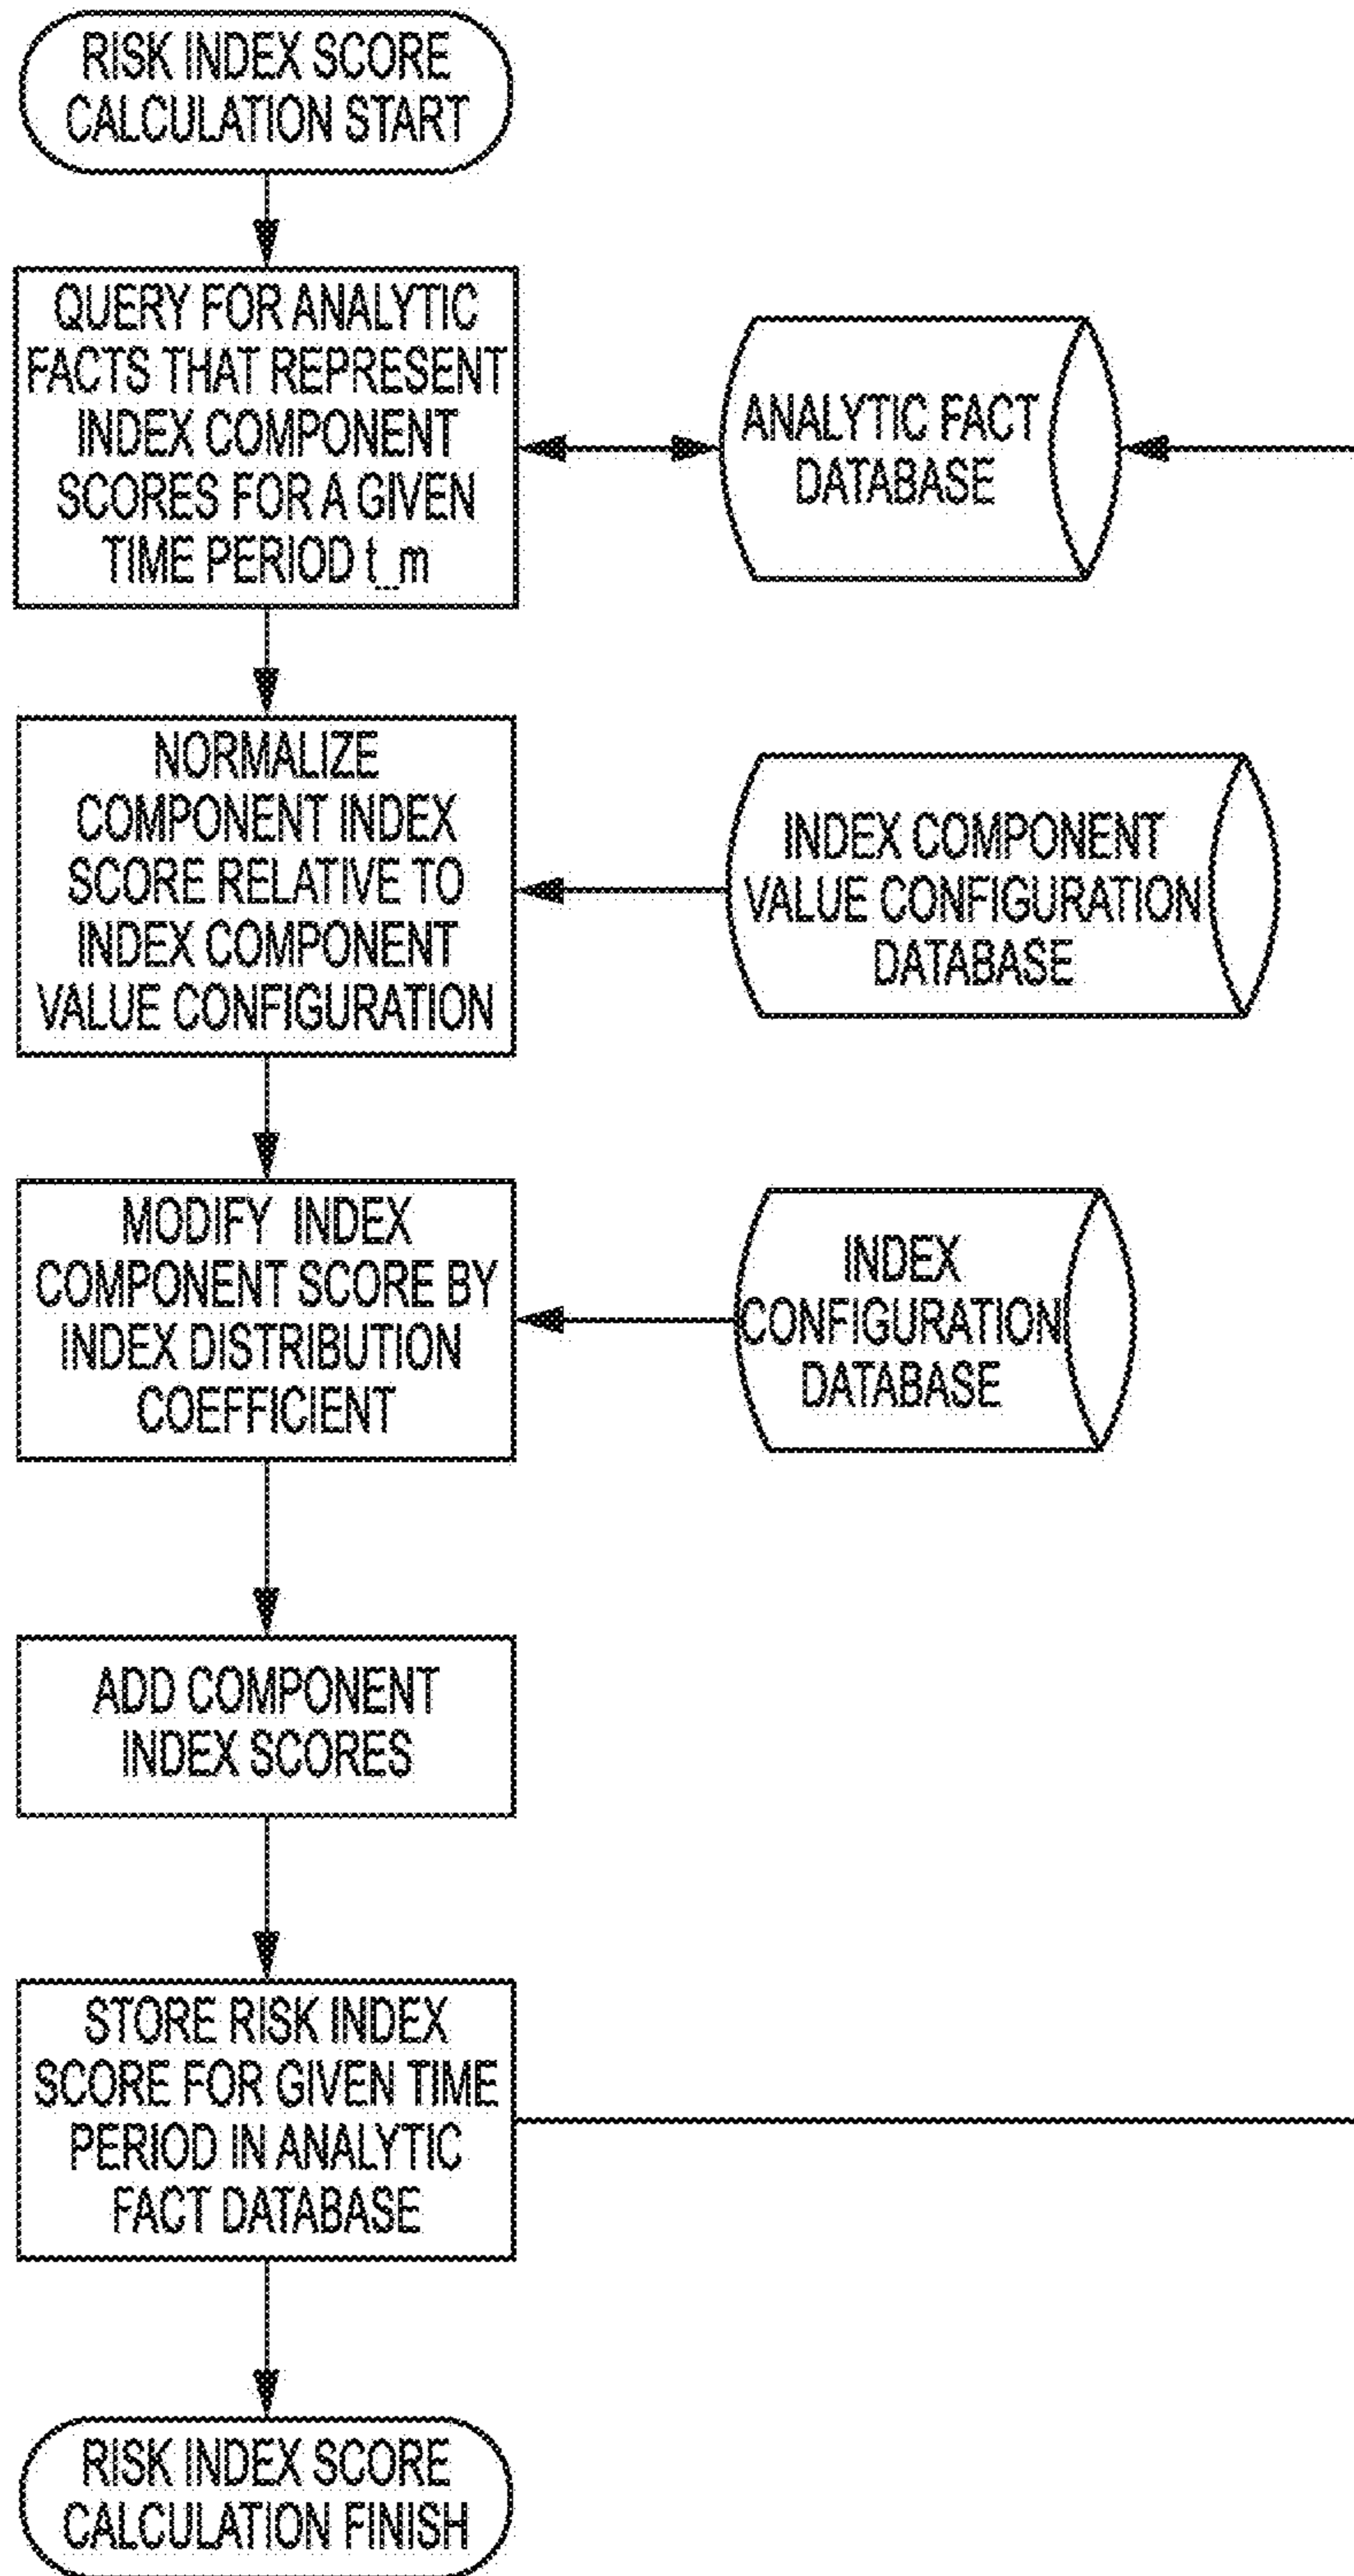 RISK INDEX SCORE
CALCULATION START
QUERY FOR ANALYTIC
FACTS THAT REPRESENT
INDEX COMPONENT
SCORES FOR A GIVEN
TIME PERIOD t_m
ANALYTIC FACT
DATABASE
NORMALIZE
COMPONENT INDEX
SCORE RELATIVE TO
INDEX COMPONENT
VALUE CONFIGURATION
INDEX COMPONENT
VALUE CONFIGURATION
DATABASE
MODIFY INDEX
COMPONENT SCORE BY
INDEX DISTRIBUTION
COEFFICIENT
INDEX
CONFIGURATION
DATABASE
ADD COMPONENT
INDEX SCORES
STORE RISK INDEX
SCORE FOR GIVEN TIME
PERIOD IN ANALYTIC
FACT DATABASE
RISK INDEX SCORE
CALCULATION FINISH